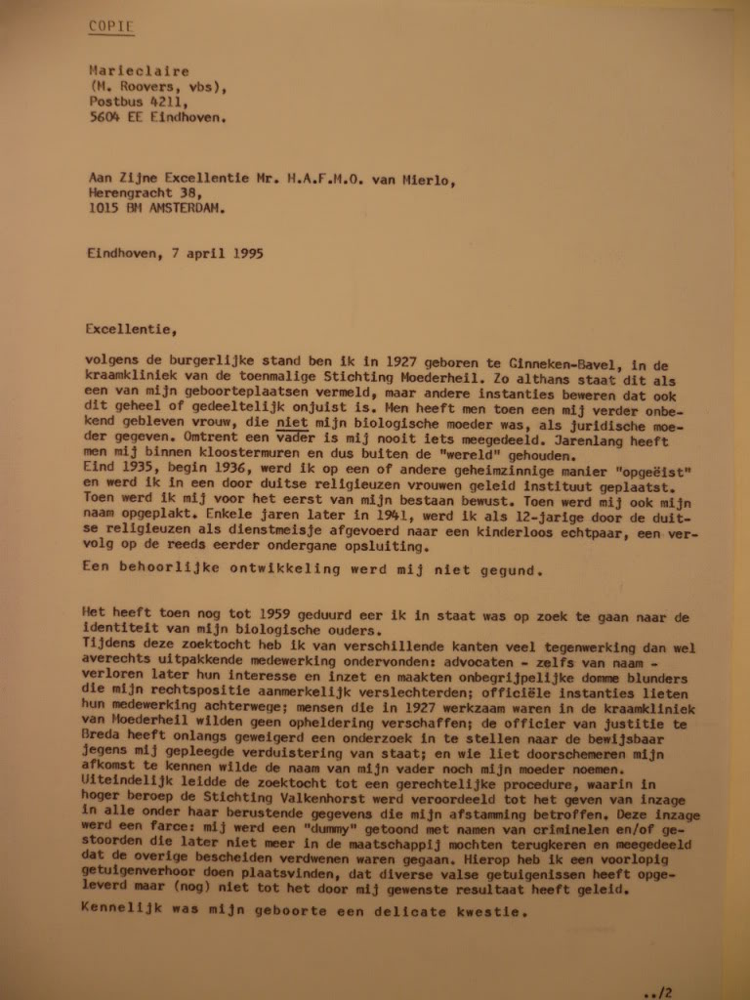 COPIE
Marieclaire
(M. Roovers, vbs),
Postbus 4211,
5604 EE Eindhoven.
Aan Zijne Excellentie Mr. H.A.F.M.O. van Mierlo,
Herengracht 38,
1015 BM AMSTERDAM.
Eindhoven, 7 april 1995
Excellentie,
volgens de burgerlijke stand ben ik in 1927 geboren te Ginneken-Bavel, in de
kraamkliniek van de toenmalige Stichting Moederheil. Zo althans staat dit als
een van mijn geboorteplaatsen vermeld, maar andere instanties beweren dat ook
dit geheel of gedeeltelijk onjuist is. Men heeft men toen een mij verder onbe-
kend gebleven vrouw, die niet mijn biologische moeder was, als juridische moe-
der gegeven. Omtrent een vader is mij nooit iets meegedeeld. Jarenlang heeft
men mij binnen kloostermuren en dus buiten de "wereld" gehouden.
Eind 1935, begin 1936, werd ik op een of andere geheimzinnige manier "opgeëist"
en werd ik in een door duitse religieuzen vrouwen geleid instituut geplaatst.
Toen werd ik mij voor het eerst van mijn bestaan bewust. Toen werd mij ook mijn
naam opgeplakt. Enkele jaren later in 1941, werd ik als 12-jarige door de duit-
se religieuzen als dienstmeisje afgevoerd naar een kinderloos echtpaar, een ver-
volg op de reeds eerder ondergane opsluiting.
Een behoorlijke ontwikkeling werd mij niet gegund.
Het heeft toen nog tot 1959 geduurd eer ik in staat was op zoek te gaan naar de
identiteit van mijn biologische ouders.
Tijdens deze zoektocht heb ik van verschillende kanten veel tegenwerking dan wel
averechts uitpakkende medewerking ondervonden: advocaten - zelfs van naam -
verloren later hun interesse en inzet en maakten onbegrijpelijke domme blunders
die mijn rechtspositie aanmerkelijk verslechterden; officiële instanties lieten
hun medewerking achterwege; mensen die in 1927 werkzaam waren in de kraamkliniek
van Moederheil wilden geen opheldering verschaffen; de officier van justitie te
Breda heeft onlangs geweigerd een onderzoek in te stellen naar de bewijsbaar
jegens mij gepleegde verduistering van staat; en wie liet doorschemeren mijn
afkomst te kennen wilde de naam van mijn vader noch mijn moeder noemen.
Uiteindelijk leidde de zoektocht tot een gerechtelijke procedure, waarin in
hoger beroep de Stichting Valkenhorst werd veroordeeld tot het geven van inzage
in alle onder haar berustende gegevens die mijn afstamming betroffen. Deze inzage
werd een farce: mij werd een "dummy" getoond met namen van criminelen en/of ge-
stoorden die later niet meer in de maatschappij mochten terugkeren en meegedeeld
dat de overige bescheiden verdwenen waren gegaan. Hierop heb ik een voorlopig
getuigenverhoor doen plaatsvinden, dat diverse valse getuigenissen heeft opge-
leverd maar (nog) niet tot het door mij gewenste resultaat heeft geleid.
Kennelijk was mijn geboorte een delicate kwestie.
../2